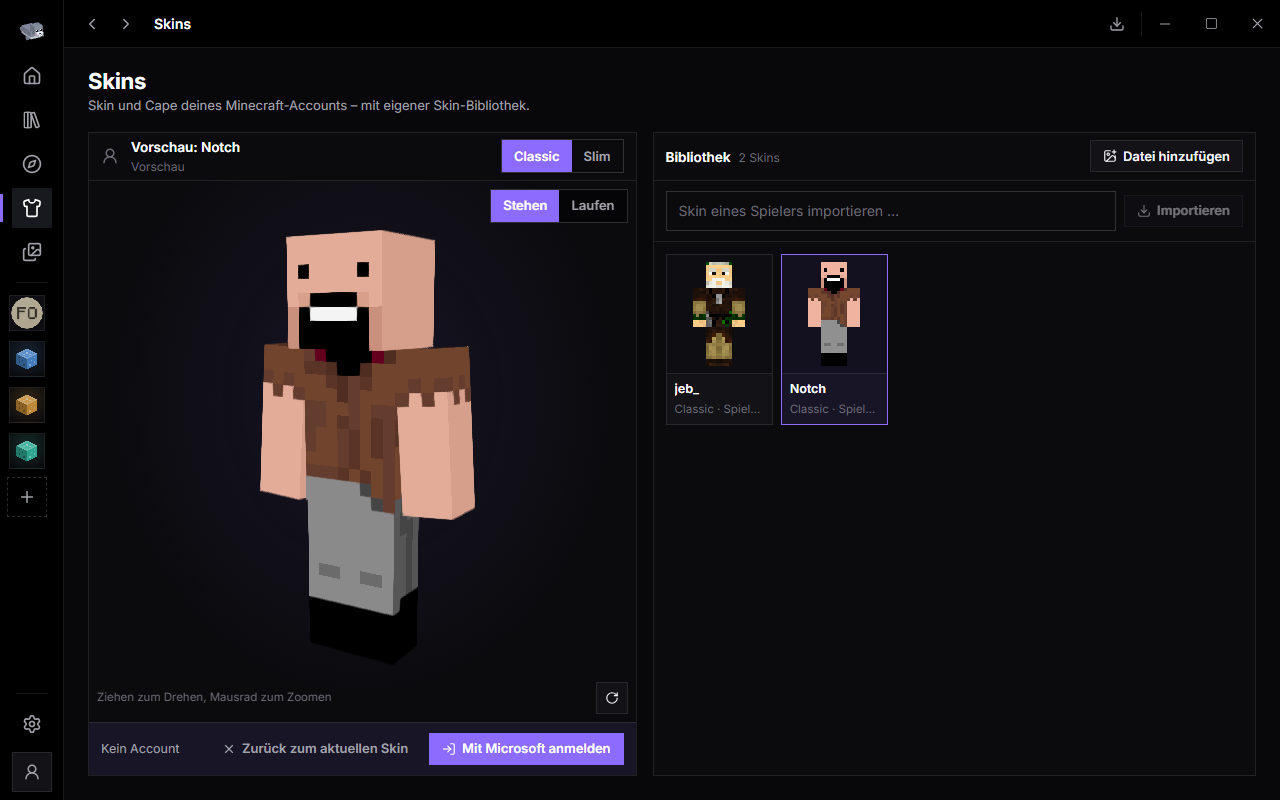 Skins
Skins
Skin und Cape deines Minecraft-Accounts – mit eigener Skin-Bibliothek.
Vorschau: Notch
Vorschau
Classic
Slim
Stehen
Laufen
Ziehen zum Drehen, Mausrad zum Zoomen
Kein Account
Zurück zum aktuellen Skin
Mit Microsoft anmelden
Bibliothek 2 Skins
Datei hinzufügen
Skin eines Spielers importieren ...
Importieren
jeb_
Classic · Spiel...
Notch
Classic · Spiel...
FO